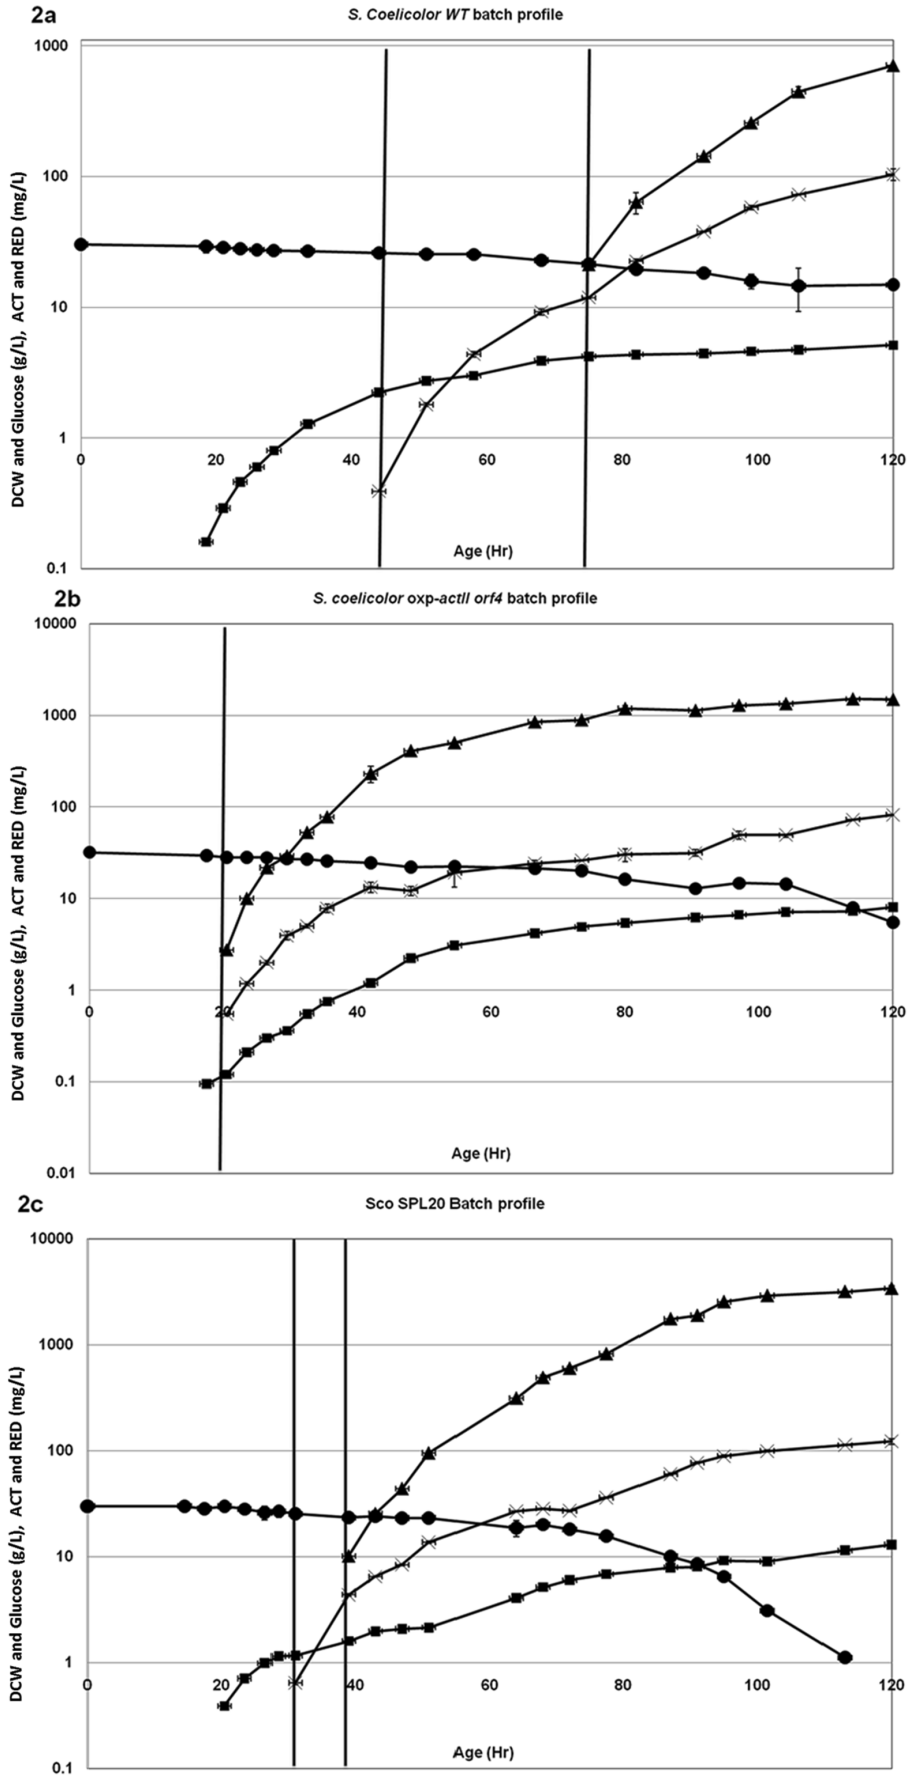 2a
S. Coelicolor WT batch profile
DCW and Glucose (g/L), ACT and RED (mg/L)
1000
100
10
1
0 20 40 60 80 100 120
Age (Hr)
0.1
2b
S. coelicolor oxp-actII orf4 batch profile
DCW and Glucose (g/L), ACT and RED (mg/L)
10000
1000
100
10
1
0 20 40 60 80 100 120
0.1
Age (Hr)
0.01
2c
Sco SPL20 Batch profile
DCW and Glucose (g/L), ACT and RED (mg/L)
10000
1000
100
10
1
0 20 40 60 80 100 120
Age (Hr)
0.1